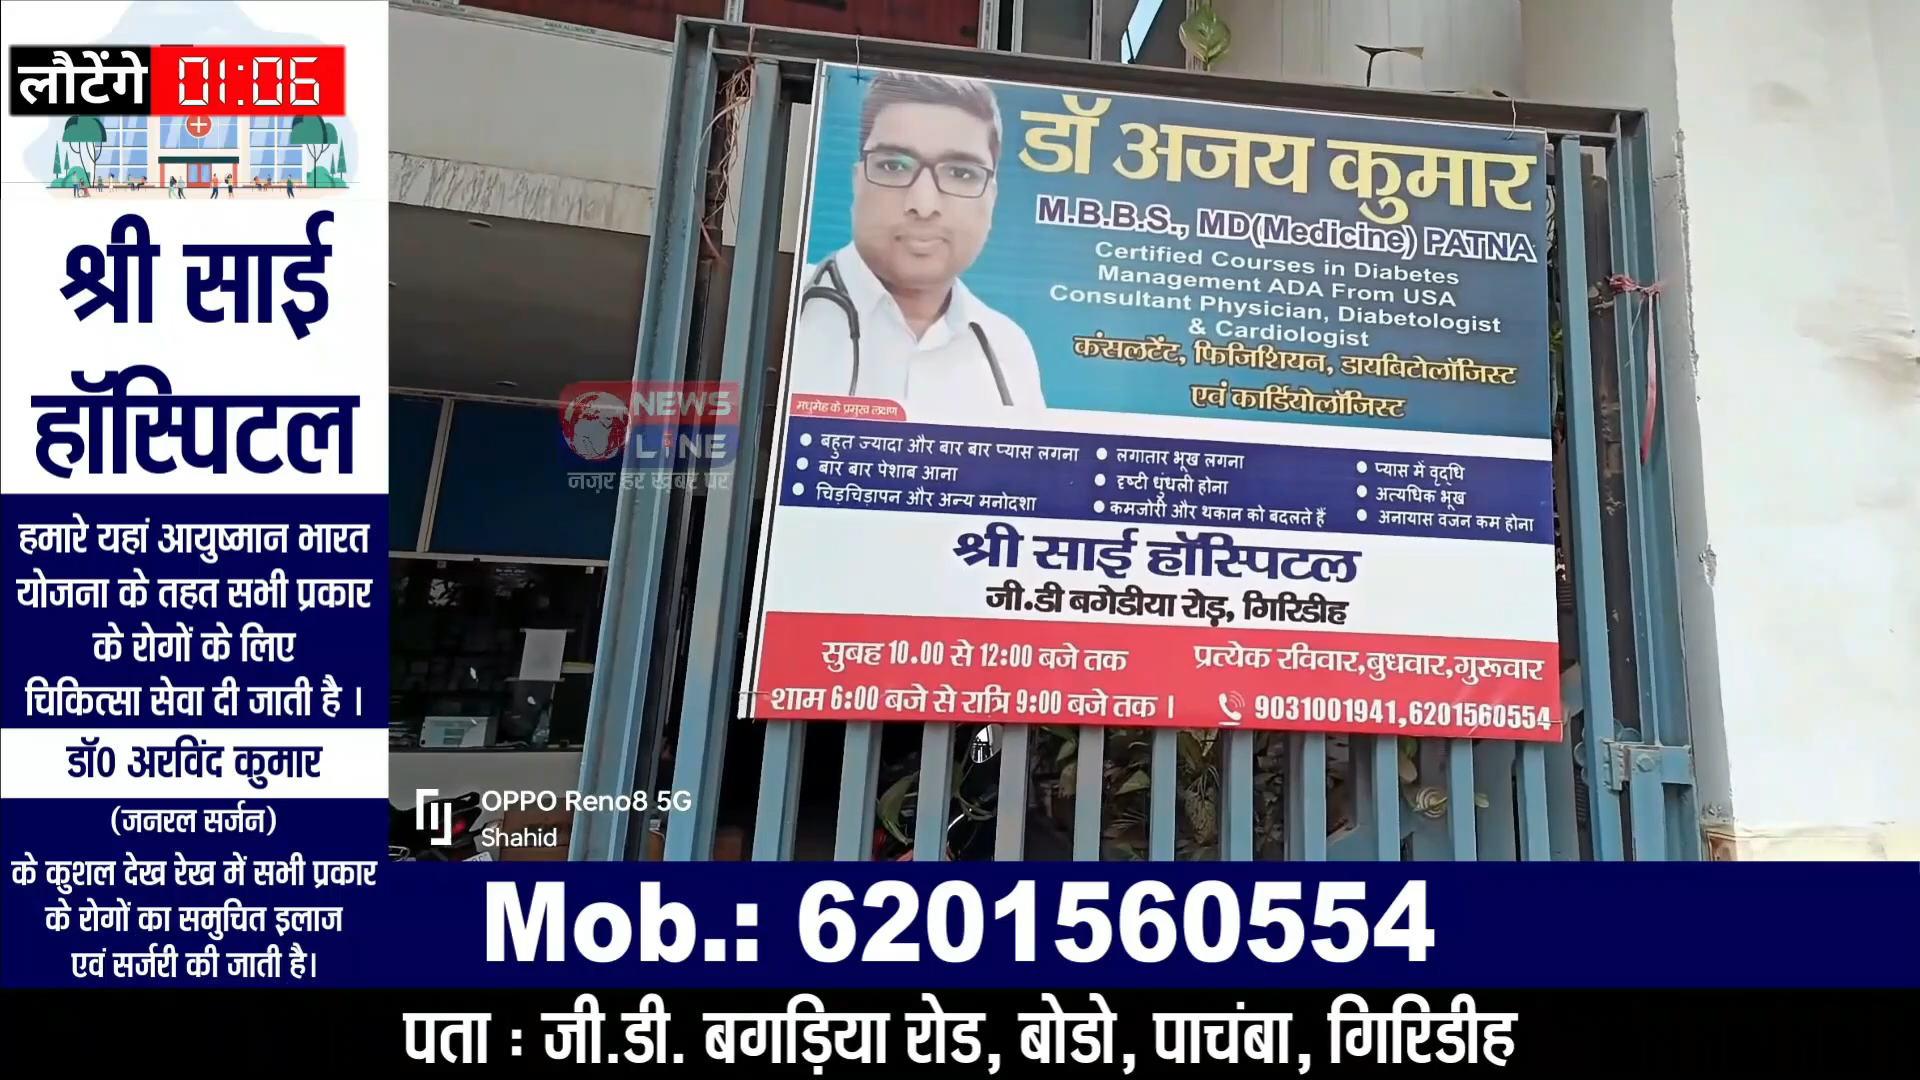 लौटेंगे 01:06
श्री साई
हॉस्पिटल
हमारे यहां आयुष्मान भारत
योजना के तहत सभी प्रकार
के रोगों के लिए
चिकित्सा सेवा दी जाती है ।
डॉ0 अरविंद कुमार
(जनरल सर्जन)
के कुशल देख रेख में सभी प्रकार
के रोगों का समुचित इलाज
एवं सर्जरी की जाती है।
डॉ अजय कुमार
M.B.B.S., MD(Medicine) PATNA
Certified Courses in Diabetes
Management ADA From USA
Consultant Physician, Diabetologist
& Cardiologist
कंसलटेंट, फिजिशियन, डायबिटोलॉजिस्ट
एवं कार्डियोलॉजिस्ट
मधुमेह के प्रमुख लक्षण
बहुत ज्यादा और बार बार प्यास लगना
बार बार पेशाब आना
चिड़चिड़ापन और अन्य मनोदशा
लगातार भूख लगना
दृष्टी धुंधली होना
कमजोरी और थकान को बदलते हैं
प्यास में वृद्धि
अत्यधिक भूख
अनायास वजन कम होना
श्री साई हॉस्पिटल
जी.डी बगेडीया रोड़, गिरिडीह
सुबह 10.00 से 12:00 बजे तक
शाम 6:00 बजे से रात्रि 9:00 बजे तक ।
प्रत्येक रविवार,बुधवार,गुरूवार
9031001941,6201560554
NEWS
LINE
नज़र हर ख़बर पर
OPPO Reno8 5G
Shahid
Mob.: 6201560554
पता : जी.डी. बगड़िया रोड, बोडो, पाचंबा, गिरिडीह